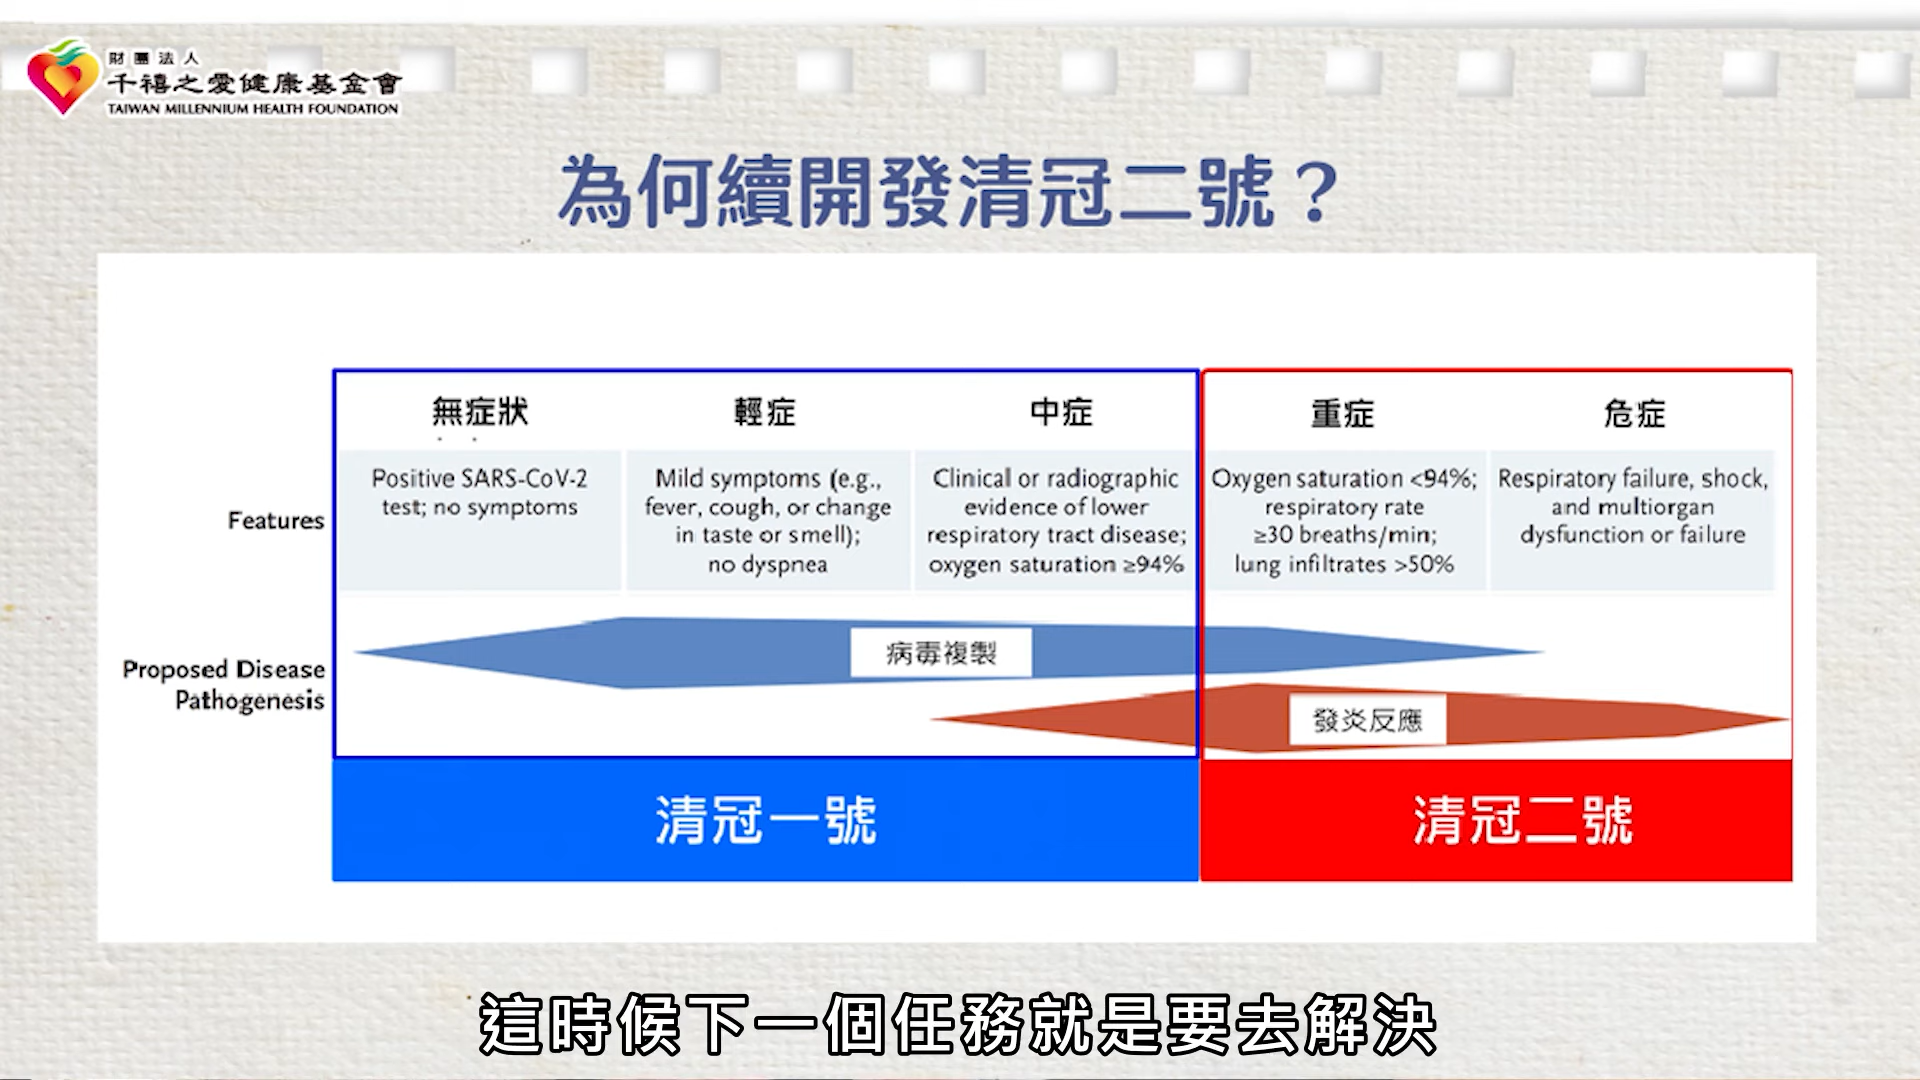 財團法人
千禧之愛健康基金會
TAIWAN MILLENNIUM HEALTH FOUNDATION
為何續開發清冠二號？
無症狀
輕症
中症
重症
危症
Features
Positive SARS-CoV-2
test; no symptoms
Mild symptoms (e.g.,
fever, cough, or change
in taste or smell);
no dyspnea
Clinical or radiographic
evidence of lower
respiratory tract disease;
oxygen saturation ≥94%
Oxygen saturation <94%;
respiratory rate
≥30 breaths/min;
lung infiltrates >50%
Respiratory failure, shock,
and multiorgan
dysfunction or failure
Proposed Disease
Pathogenesis
病毒複製
發炎反應
清冠一號
清冠二號
這時候下一個任務就是要去解決